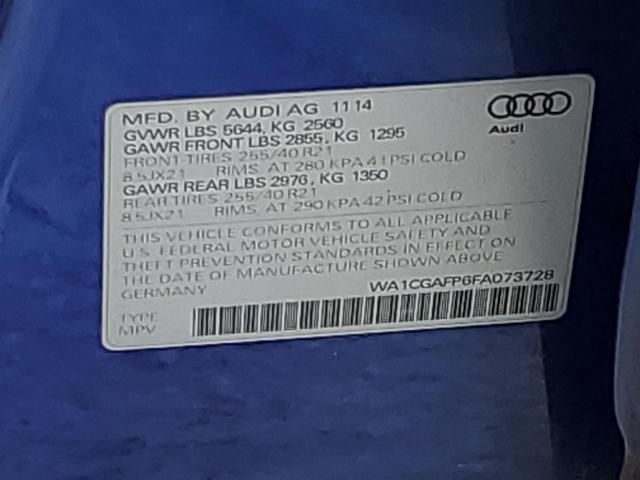 MFD. BY AUDI AG 11 14
GVWR LBS 5644, KG 2560
GAWR FRONT LBS 2855, KG 1295
FRONT TIRES 255/40 R21
8.5JX21 RIMS, AT 280 KPA 41 PSI COLD
GAWR REAR LBS 2976, KG 1350
REAR TIRES 255/40 R21
8.5JX21 RIMS, AT 290 KPA 42 PSI COLD
THIS VEHICLE CONFORMS TO ALL APPLICABLE
U.S. FEDERAL MOTOR VEHICLE SAFETY AND
THEFT PREVENTION STANDARDS IN EFFECT ON
THE DATE OF MANUFACTURE SHOWN ABOVE
GERMANY
WA1CGAFP6FA073728
TYPE
MPV
Audi